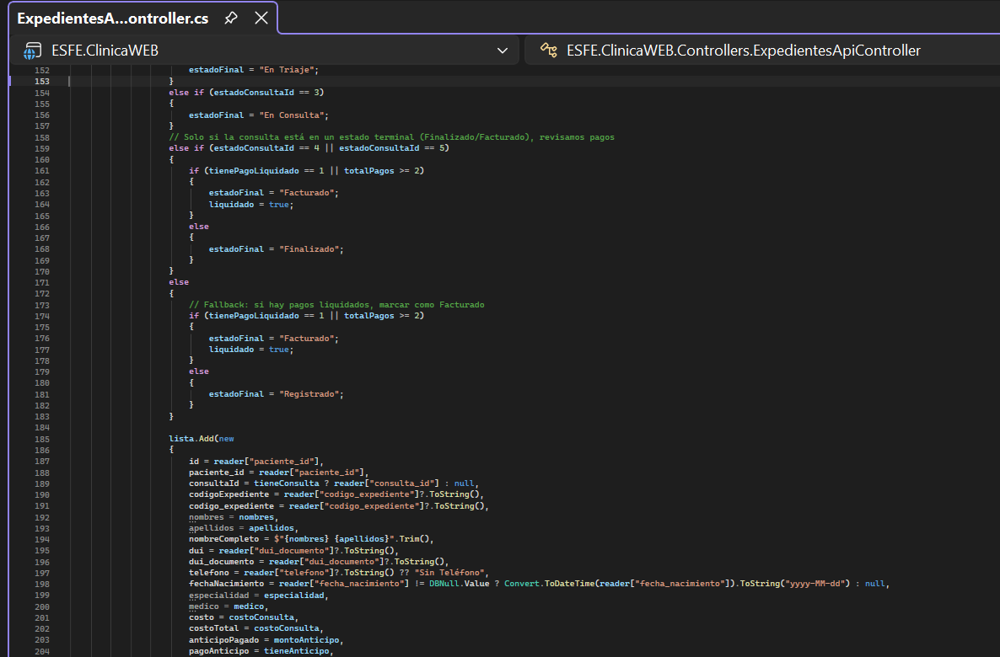 ExpedientesA...ontroller.cs
ESFE.ClinicaWEB
ESFE.ClinicaWEB.Controllers.ExpedientesApiController
152 estadoFinal = "En Triaje";
153 }
154 else if (estadoConsultaId == 3)
155 {
156 estadoFinal = "En Consulta";
157 }
158 // Solo si la consulta está en un estado terminal (Finalizado/Facturado), revisamos pagos
159 else if (estadoConsultaId == 4 || estadoConsultaId == 5)
160 {
161 if (tienePagoLiquidado == 1 || totalPagos >= 2)
162 {
163 estadoFinal = "Facturado";
164 liquidado = true;
165 }
166 else
167 {
168 estadoFinal = "Finalizado";
169 }
170 }
171 else
172 {
173 // Fallback: si hay pagos liquidados, marcar como Facturado
174 if (tienePagoLiquidado == 1 || totalPagos >= 2)
175 {
176 estadoFinal = "Facturado";
177 liquidado = true;
178 }
179 else
180 {
181 estadoFinal = "Registrado";
182 }
183 }
184
185 lista.Add(new
186 {
187 id = reader["paciente_id"],
188 paciente_id = reader["paciente_id"],
189 consultaId = tieneConsulta ? reader["consulta_id"] : null,
190 codigoExpediente = reader["codigo_expediente"]?.ToString(),
191 codigo_expediente = reader["codigo_expediente"]?.ToString(),
192 nombres = nombres,
193 apellidos = apellidos,
194 nombreCompleto = $"{nombres} {apellidos}".Trim(),
195 dui = reader["dui_documento"]?.ToString(),
196 dui_documento = reader["dui_documento"]?.ToString(),
197 telefono = reader["telefono"]?.ToString() ?? "Sin Teléfono",
198 fechaNacimiento = reader["fecha_nacimiento"] != DBNull.Value ? Convert.ToDateTime(reader["fecha_nacimiento"]).ToString("yyyy-MM-dd") : null,
199 especialidad = especialidad,
200 medico = medico,
201 costo = costoConsulta,
202 costoTotal = costoConsulta,
203 anticipoPagado = montoAnticipo,
204 pagoAnticipo = tieneAnticipo,